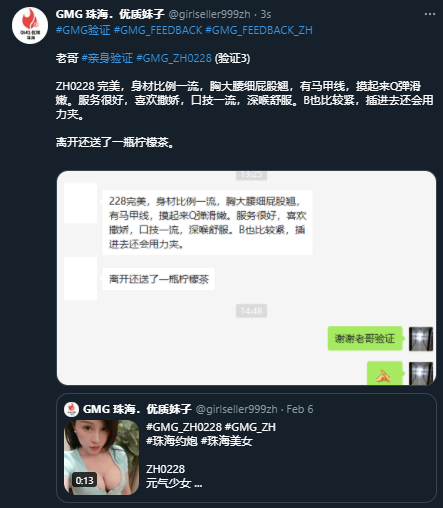 GMG 珠海．优质妹子 @girlseller999zh · 3s
#GMG验证 #GMG_FEEDBACK #GMG_FEEDBACK_ZH
老哥 #亲身验证 #GMG_ZH0228 (验证3)
ZH0228 完美，身材比例一流，胸大腰细屁股翘，有马甲线，摸起来Q弹滑
嫩。服务很好，喜欢撒娇，口技一流，深喉舒服。B也比较紧，插进去还会用
力夹。
离开还送了一瓶柠檬茶。
13:25
228完美，身材比例一流，胸大腰细屁股翘，
有马甲线，摸起来Q弹滑嫩。服务很好，喜欢
撒娇，口技一流，深喉舒服。B也比较紧，插
进去还会用力夹。
离开还送了一瓶柠檬茶
14:48
谢谢老哥验证
GMG 珠海．优质妹子 @girlseller999zh · Feb 6
#GMG_ZH0228 #GMG_ZH
#珠海约炮 #珠海美女
ZH0228
元气少女 ...
0:13